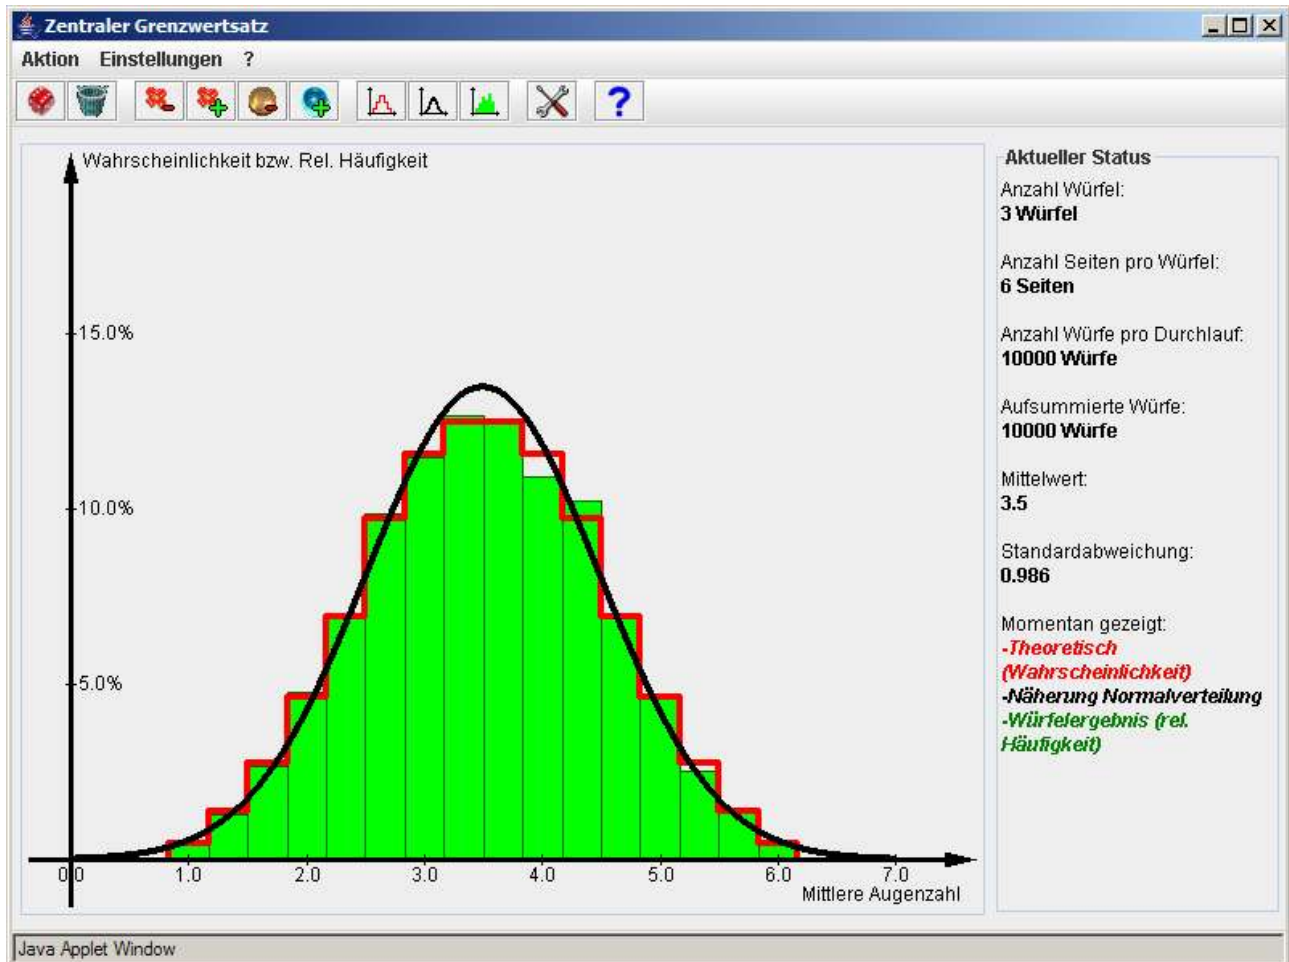 Zentraler Grenzwertsatz
Aktion Einstellungen ?
?
Wahrscheinlichkeit bzw. Rel. Häufigkeit
15.0%
10.0%
5.0%
0.0 1.0 2.0 3.0 4.0 5.0 6.0 7.0
Mittlere Augenzahl
Aktueller Status
Anzahl Würfel:
3 Würfel
Anzahl Seiten pro Würfel:
6 Seiten
Anzahl Würfe pro Durchlauf:
10000 Würfe
Aufsummierte Würfe:
10000 Würfe
Mittelwert:
3.5
Standardabweichung:
0.986
Momentan gezeigt:
-Theoretisch
(Wahrscheinlichkeit)
-Näherung Normalverteilung
-Würfelergebnis (rel.
Häufigkeit)
Java Applet Window